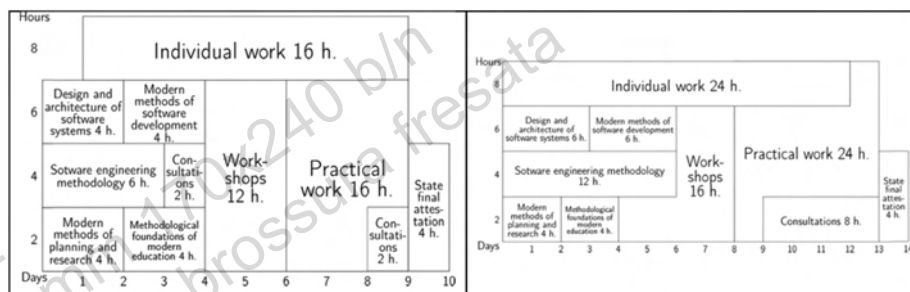 Hours
8
6
4
2
Days
Individual work 16 h.
Design and
architecture of
software
systems 4 h.
Modern
methods of
software
development
4 h.
Sotware engineering
methodology 6 h.
Con-
sultations
2 h.
Modern
methods of
planning and
research 4 h.
Methodological
foundations of
modern
education 4 h.
Work-
shops
12 h.
Practical
work 16 h.
Con-
sultati-
ons
2 h.
State
final
attes-
tation
4 h.
1 2 3 4 5 6 7 8 9 10
Hours
8
6
4
2
Days
Individual work 24 h.
Design and
architecture of
software systems 6 h.
Modern methods of
software development
6 h.
Sotware engineering methodology
12 h.
Modern
methods of
planning and
research 4 h.
Methodological
foundations of
modern
education 4 h.
Work-
shops
16 h.
Practical work 24 h.
Consultations 8 h.
State
final
attes-
tation
4 h.
1 2 3 4 5 6 7 8 9 10 11 12 13 14
170x240 b/n
brossura fresata